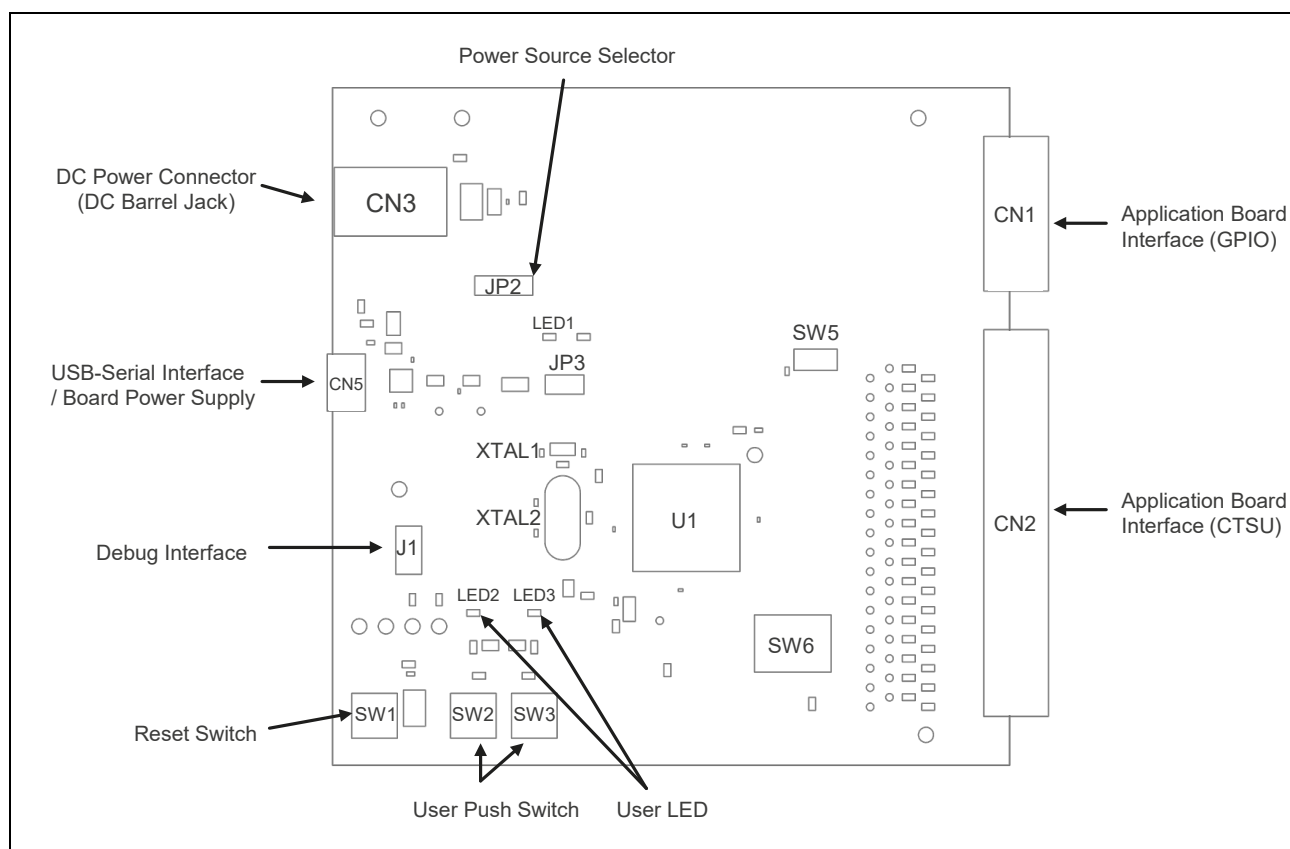 Power Source Selector
DC Power Connector
(DC Barrel Jack)
CN3
CN1
Application Board
Interface (GPIO)
JP2
LED1
SW5
JP3
USB-Serial Interface
/ Board Power Supply
CN5
XTAL1
XTAL2
U1
CN2
Application Board
Interface (CTSU)
Debug Interface
J1
LED2
LED3
SW6
Reset Switch
SW1
SW2
SW3
User Push Switch
User LED